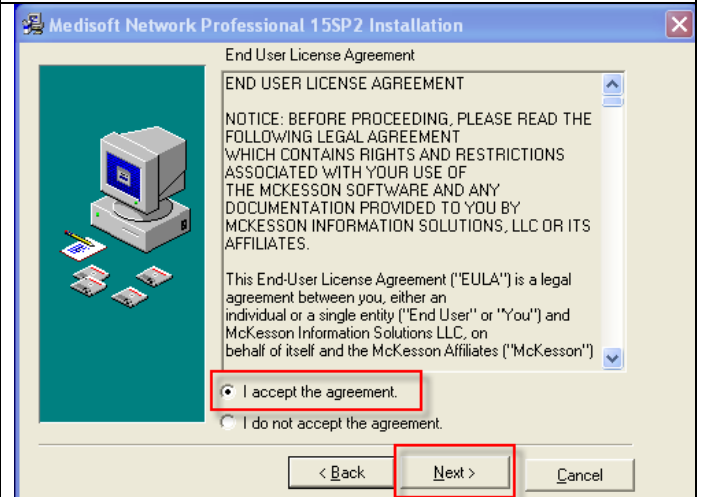 Medisoft Network Professional 15SP2 Installation
End User License Agreement
END USER LICENSE AGREEMENT
NOTICE: BEFORE PROCEEDING, PLEASE READ THE
FOLLOWING LEGAL AGREEMENT
WHICH CONTAINS RIGHTS AND RESTRICTIONS
ASSOCIATED WITH YOUR USE OF
THE MCKESSON SOFTWARE AND ANY
DOCUMENTATION PROVIDED TO YOU BY
MCKESSON INFORMATION SOLUTIONS, LLC OR ITS
AFFILIATES.
This End-User License Agreement ("EULA") is a legal
agreement between you, either an
individual or a single entity ("End User" or "You") and
McKesson Information Solutions LLC, on
behalf of itself and the McKesson Affiliates ("McKesson")
I accept the agreement.
I do not accept the agreement.
< Back Next > Cancel